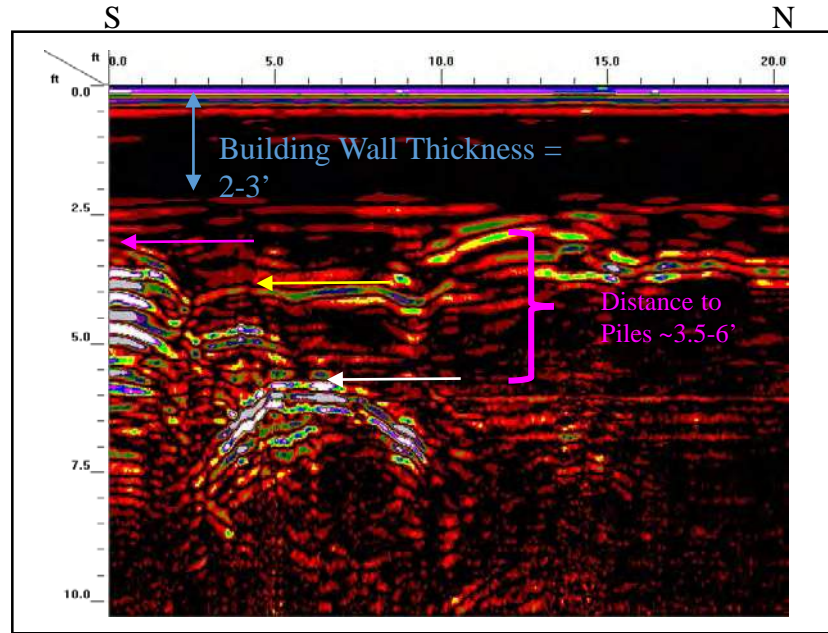 S N
ft 0.0 5.0 10.0 15.0 20.0
ft
0.0
Building Wall Thickness =
2-3’
2.5
Distance to
Piles ~3.5-6’
5.0
7.5
10.0